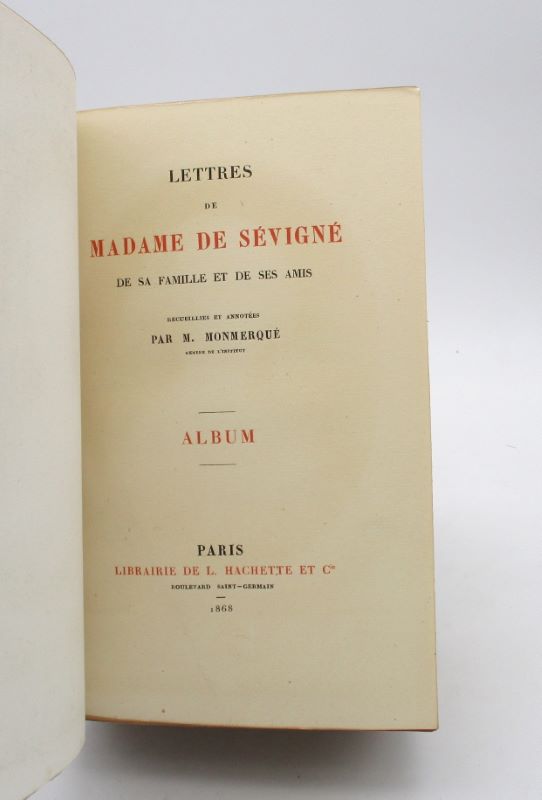 LETTRES
DE
MADAME DE SÉVIGNÉ
DE SA FAMILLE ET DE SES AMIS
RECUEILLIES ET ANNOTÉES
PAR M. MONMERQUÉ
MEMBRE DE L'INSTITUT
ALBUM
PARIS
LIBRAIRIE DE L. HACHETTE ET Cie
BOULEVARD SAINT-GERMAIN
1868